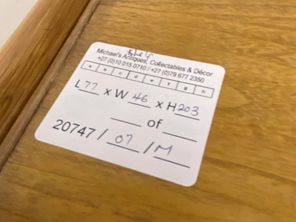 Michael's Antiques, Collectables & Décor
+27 (0)10 015 0710 / +27 (0)79 677 2350
a b c d e f g h
L 77 x W 46 x H 203
of
20747 / 07 / M